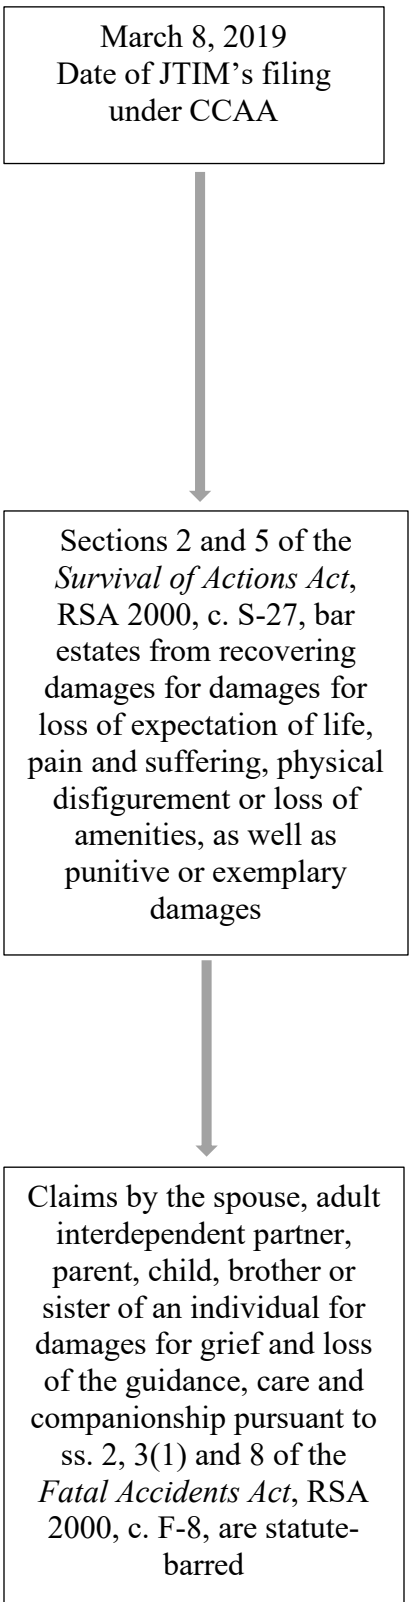 March 8, 2019
Date of JTIM's filing
under CCAA
Sections 2 and 5 of the
Survival of Actions Act,
RSA 2000, c. S-27, bar
estates from recovering
damages for damages for
loss of expectation of life,
pain and suffering, physical
disfigurement or loss of
amenities, as well as
punitive or exemplary
damages
Claims by the spouse, adult
interdependent partner,
parent, child, brother or
sister of an individual for
damages for grief and loss
of the guidance, care and
companionship pursuant to
ss. 2, 3(1) and 8 of the
Fatal Accidents Act, RSA
2000, c. F-8, are statute-
barred